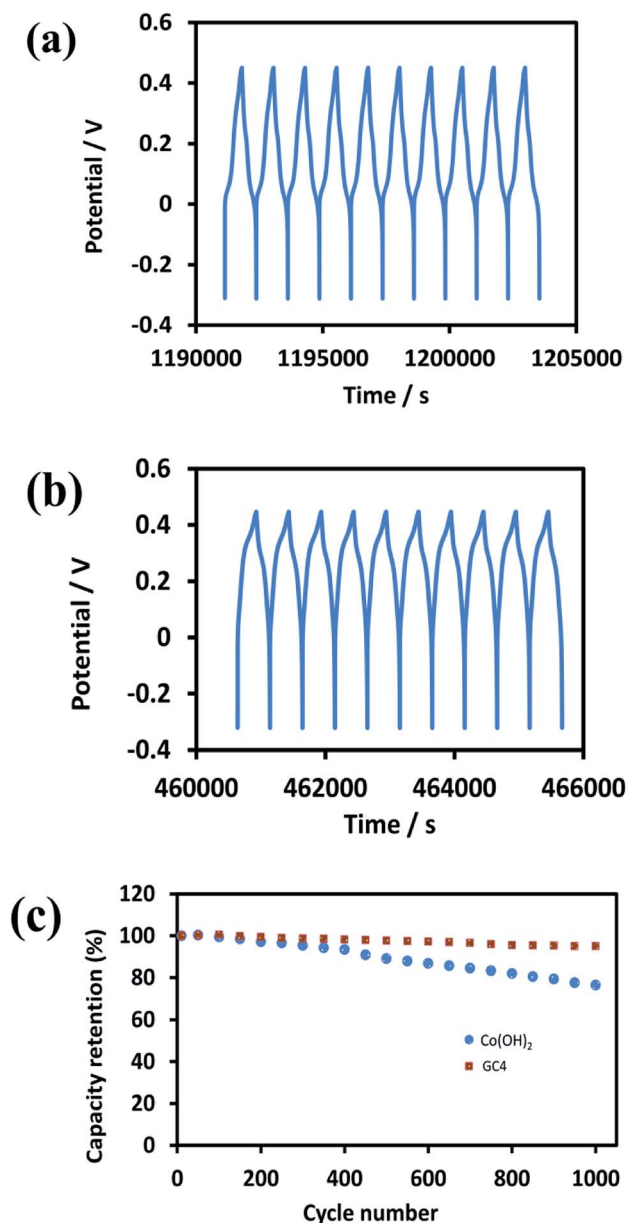 (a)
0.6
0.4
0.2
0
-0.2
-0.4
Potential / V
1190000 1195000 1200000 1205000
Time / s
(b)
0.6
0.4
0.2
0
-0.2
-0.4
Potential / V
460000 462000 464000 466000
Time / s
(c)
120
100
80
60
40
20
0
Capacity retention (%)
Co(OH)₂
GC4
0 200 400 600 800 1000
Cycle number